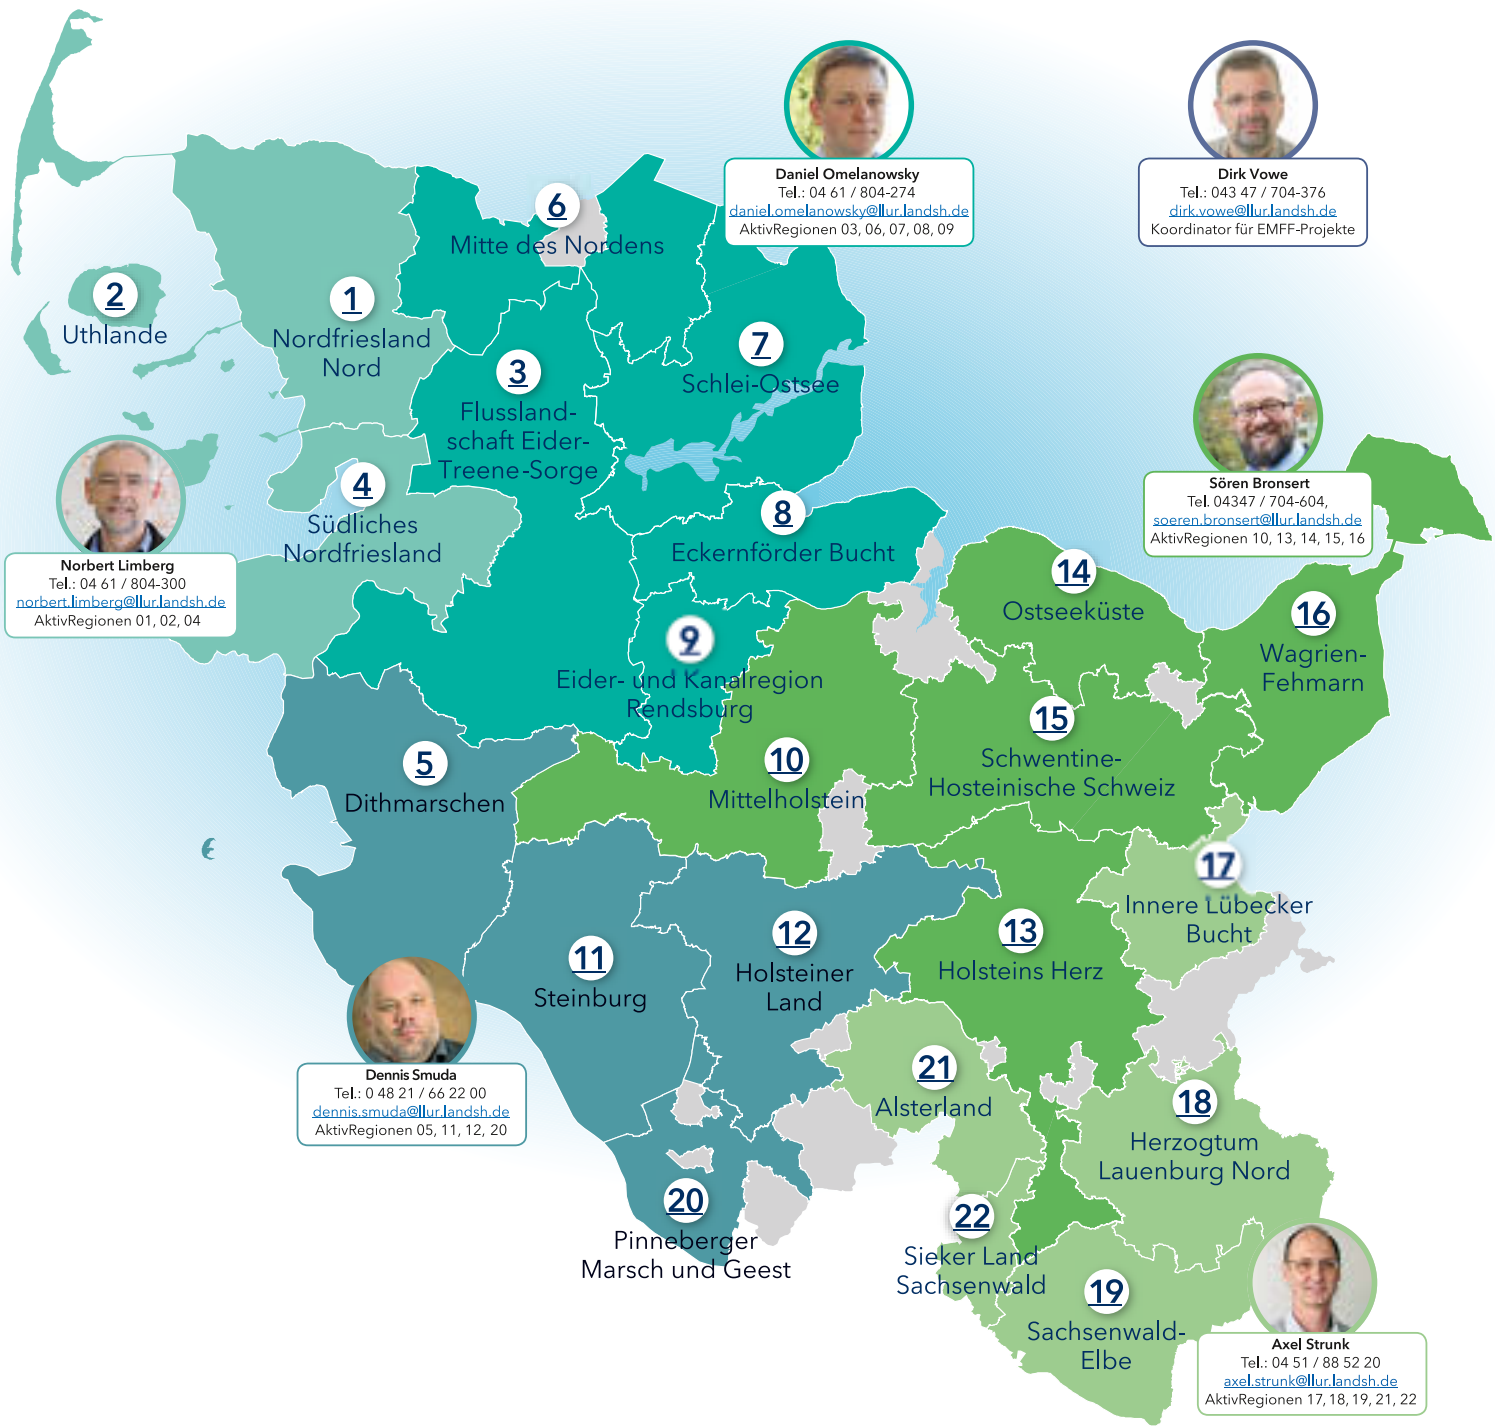 Daniel Omelanowsky
Tel.: 04 61 / 804-274
daniel.omelanowsky@llur.landsh.de
AktivRegionen 03, 06, 07, 08, 09
Dirk Vowe
Tel.: 043 47 / 704-376
dirk.vowe@llur.landsh.de
Koordinator für EMFF-Projekte
6
Mitte des Nordens
2
Uthlande
1
Nordfriesland
Nord
7
Schlei-Ostsee
3
Flussland-
schaft Eider-
Treene-Sorge
Sören Bronsert
Tel. 04347 / 704-604,
soeren.bronsert@llur.landsh.de
AktivRegionen 10, 13, 14, 15, 16
4
Südliches
Nordfriesland
8
Eckernförder Bucht
Norbert Limberg
Tel.: 04 61 / 804-300
norbert.limberg@llur.landsh.de
AktivRegionen 01, 02, 04
14
Ostseeküste
16
Wagrien-
Fehmarn
9
Eider- und Kanalregion
Rendsburg
15
Schwentine-
Hosteinische Schweiz
5
Dithmarschen
10
Mittelholstein
17
Innere Lübecker
Bucht
12
Holsteiner
Land
13
Holsteins Herz
11
Steinburg
Dennis Smuda
Tel.: 0 48 21 / 66 22 00
dennis.smuda@llur.landsh.de
AktivRegionen 05, 11, 12, 20
21
Alsterland
18
Herzogtum
Lauenburg Nord
20
Pinneberger
Marsch und Geest
22
Sieker Land
Sachsenwald
19
Sachsenwald-
Elbe
Axel Strunk
Tel.: 04 51 / 88 52 20
axel.strunk@llur.landsh.de
AktivRegionen 17, 18, 19, 21, 22